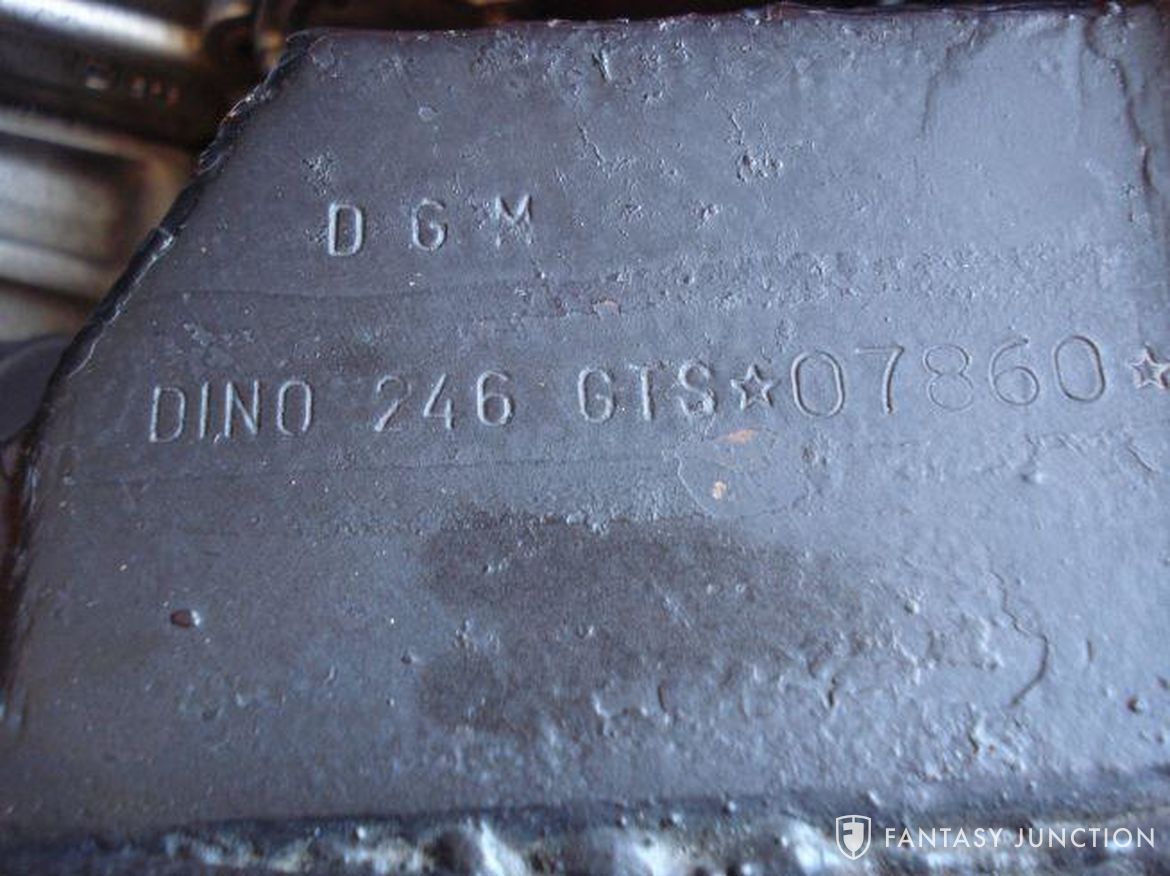 DGM
DINO 246 GTS☆07860☆
FANTASY JUNCTION